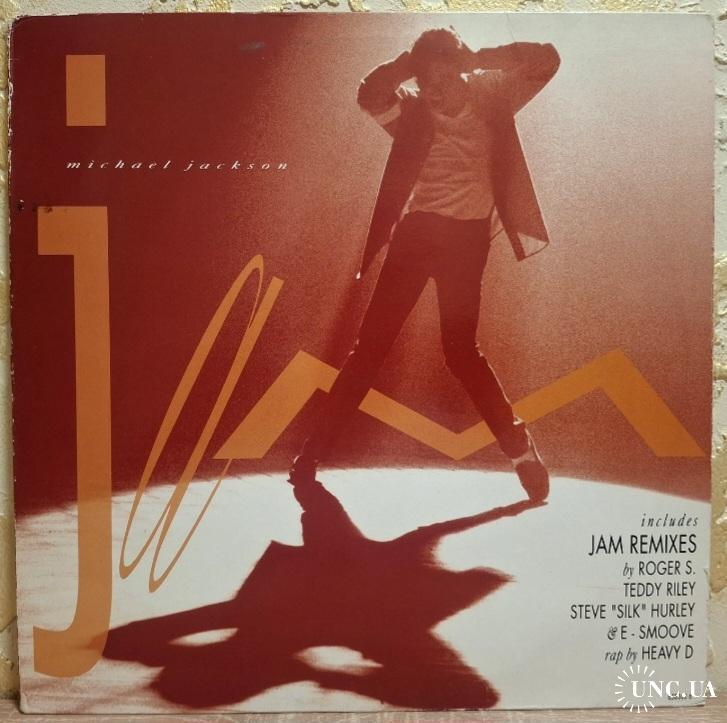 michael jackson
jam
includes
JAM REMIXES
by ROGER S.
TEDDY RILEY
STEVE "SILK" HURLEY
& E - SMOOVE
rap by HEAVY D
UNC.UA